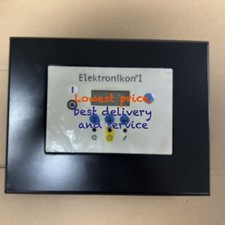 Elektronikon® I
Lowest price
best delivery
and service